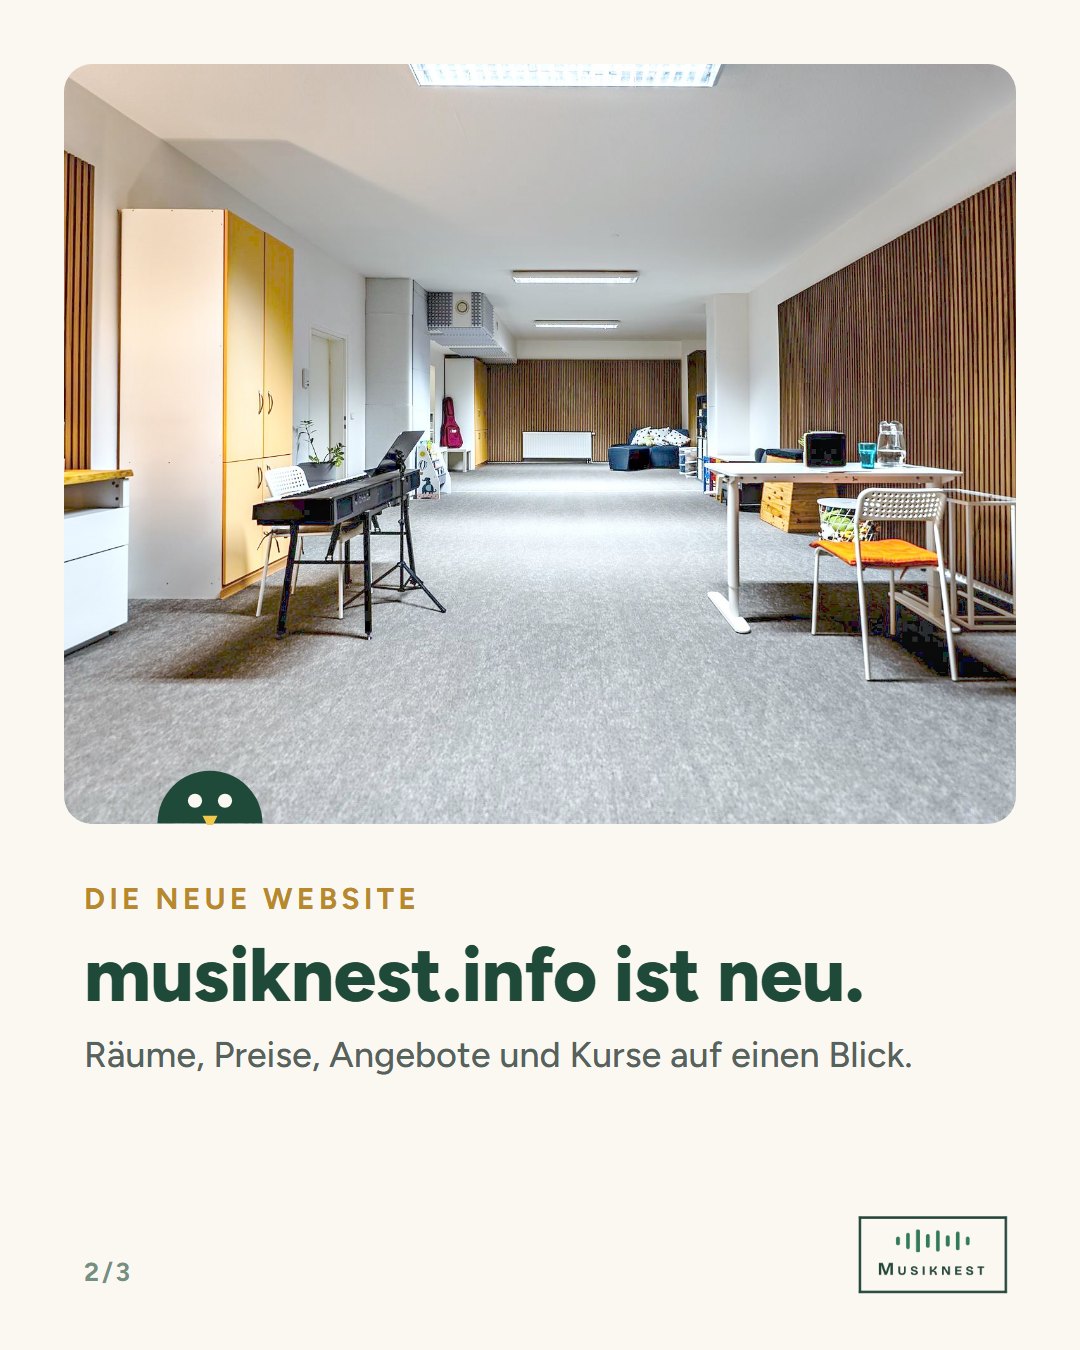 DIE NEUE WEBSITE
musiknest.info ist neu.
Räume, Preise, Angebote und Kurse auf einen Blick.
2/3
MUSIKNEST